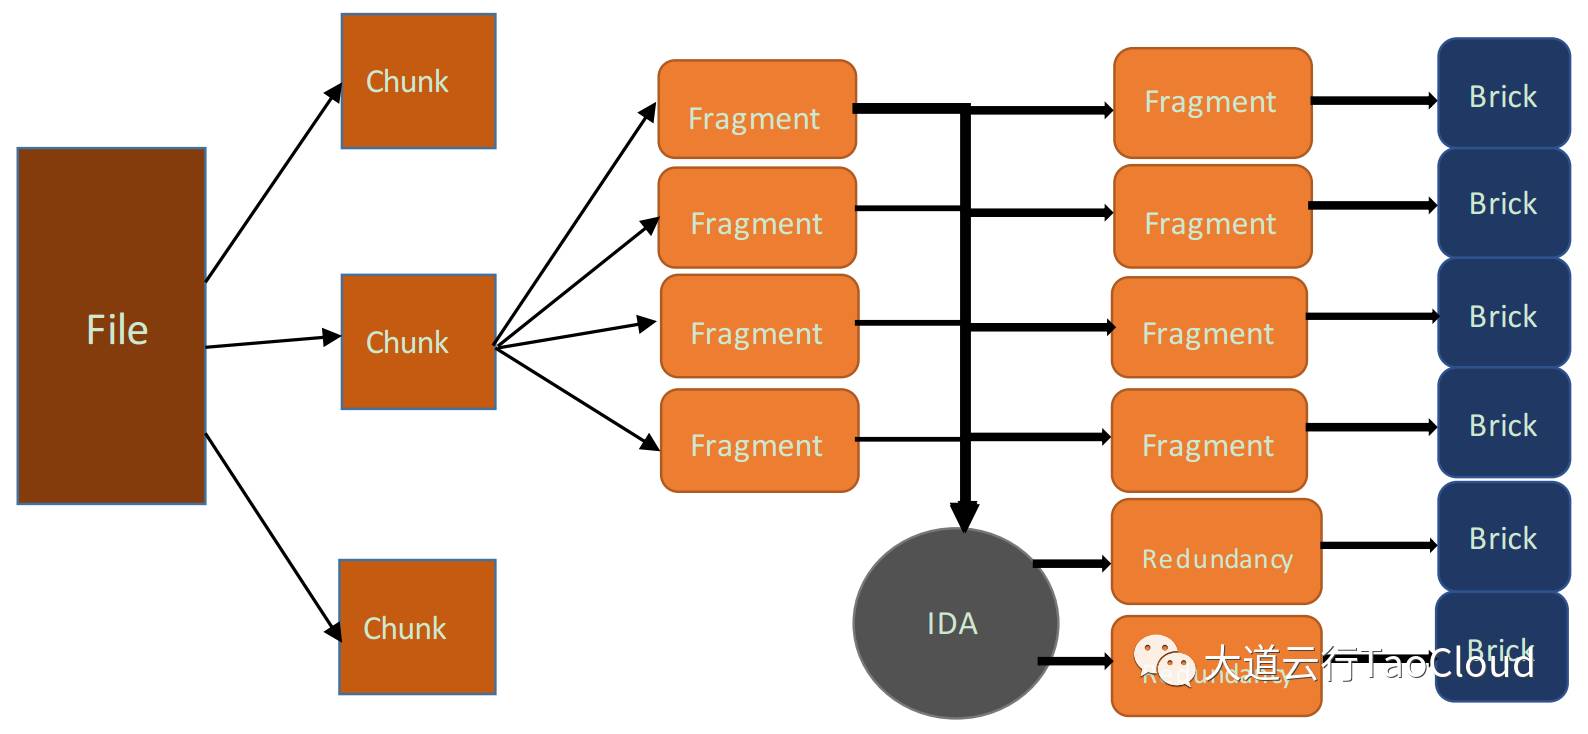 File
Chunk
Chunk
Chunk
Fragment
Fragment
Fragment
Fragment
IDA
Fragment
Fragment
Fragment
Fragment
Redundancy
Redundancy
Brick
Brick
Brick
Brick
Brick
Brick
大道云行TaoCloud